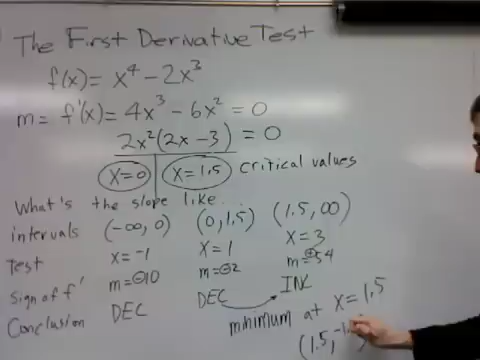 The First Derivative Test
f(x) = x⁴ - 2x³
m = f'(x) = 4x³ - 6x² = 0
2x²(2x - 3) = 0
x=0 x=1.5 critical values
What's the slope like...
intervals (-∞, 0) (0, 1.5) (1.5, ∞)
Test x = -1 x = 1 x = 3
Sign of f' m = -10 m = -2 m = +54
Conclusion DEC DEC INC
minimum at x = 1.5
(1.5,